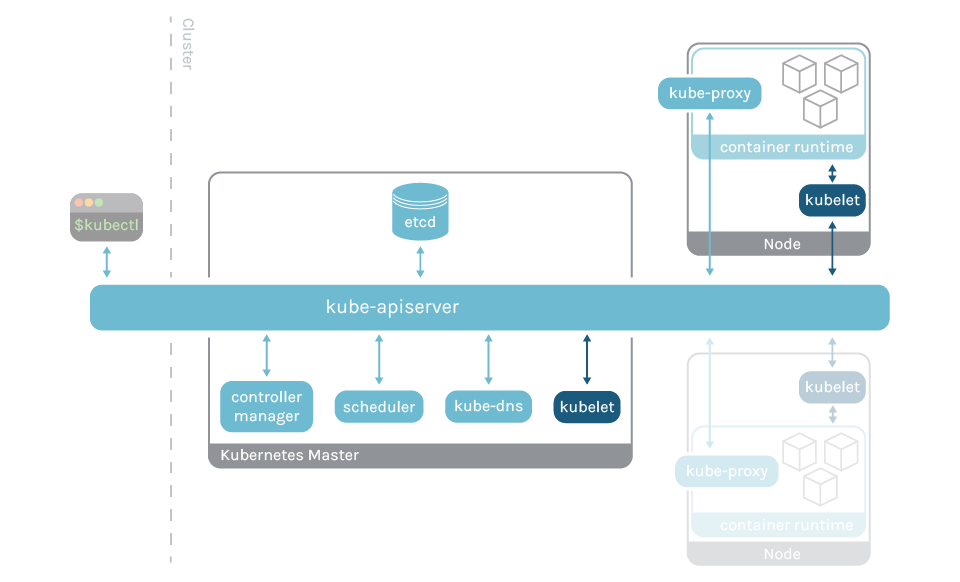 Cluster
$kubectl
etcd
kube-apiserver
controller
manager
scheduler
kube-dns
kubelet
Kubernetes Master
kube-proxy
container runtime
kubelet
Node
kubelet
kube-proxy
container runtime
Node